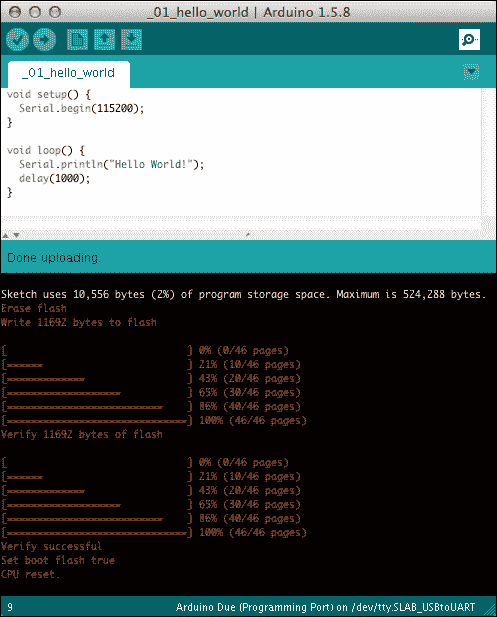 _01_hello_world | Arduino 1.5.8
_01_hello_world
void setup() {
  Serial.begin(115200);
}
void loop() {
  Serial.println("Hello World!");
  delay(1000);
}
Done uploading.
Sketch uses 10,556 bytes (2%) of program storage space. Maximum is 524,288 bytes.
Erase flash
Write 11692 bytes to flash
[                              ] 0% (0/46 pages)
[======                        ] 21% (10/46 pages)
[=============                 ] 43% (20/46 pages)
[===================           ] 65% (30/46 pages)
[==========================    ] 86% (40/46 pages)
[==============================] 100% (46/46 pages)
Verify 11692 bytes of flash
[                              ] 0% (0/46 pages)
[======                        ] 21% (10/46 pages)
[=============                 ] 43% (20/46 pages)
[===================           ] 65% (30/46 pages)
[==========================    ] 86% (40/46 pages)
[==============================] 100% (46/46 pages)
Verify successful
Set boot flash true
CPU reset.
9 Arduino Due (Programming Port) on /dev/tty.SLAB_USBtoUART